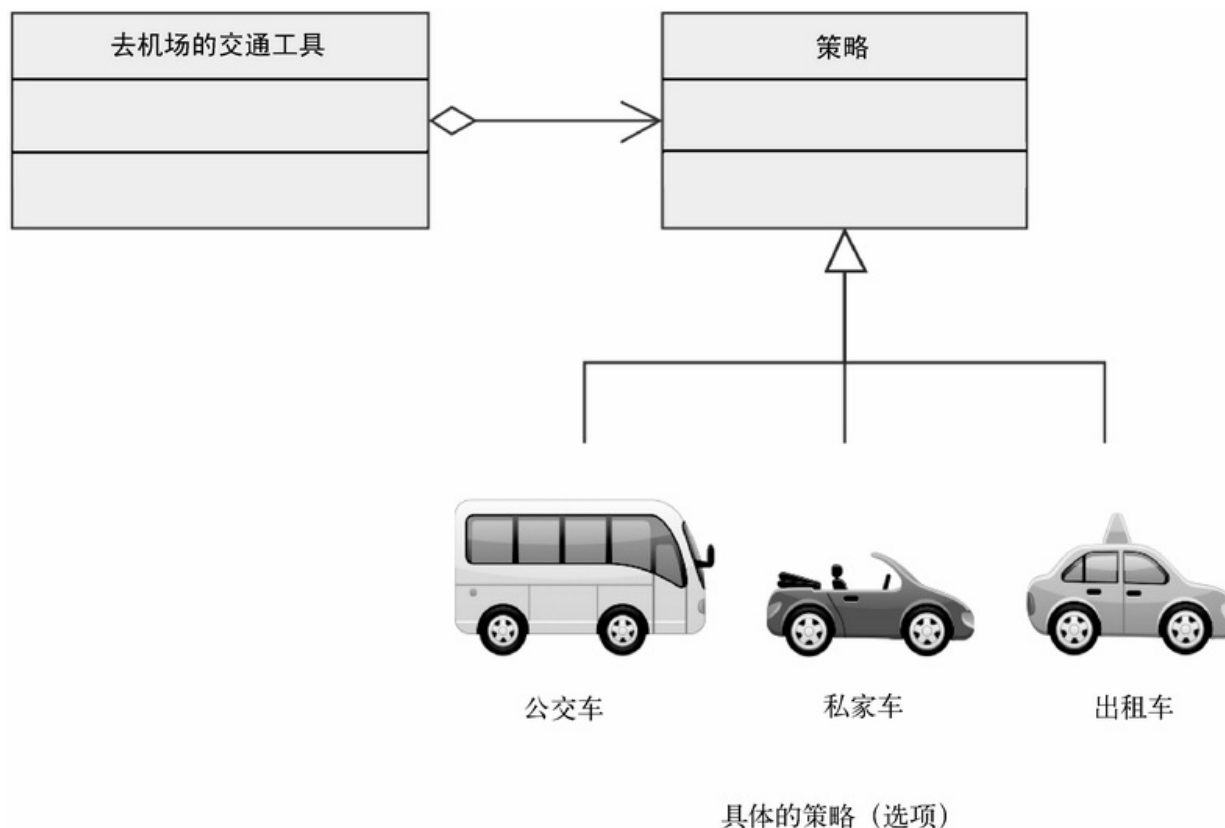 去机场的交通工具
策略
公交车
私家车
出租车
具体的策略（选项）